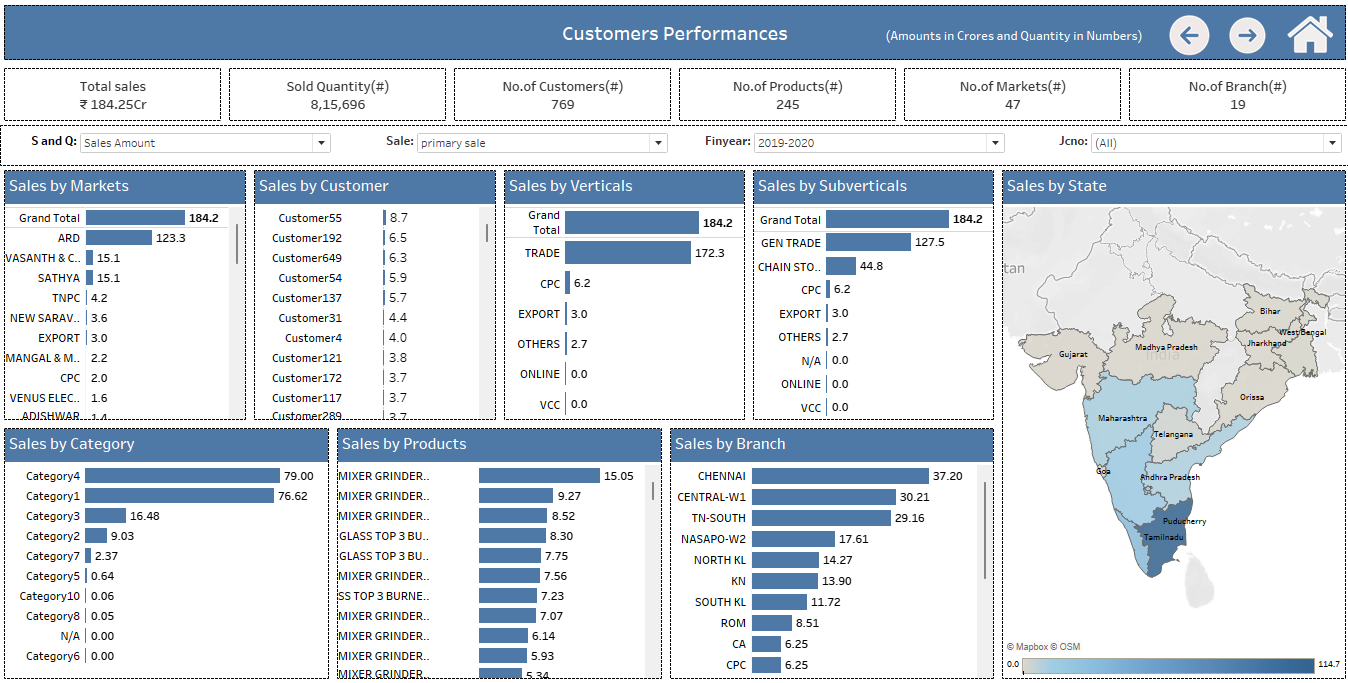 Customers Performances
(Amounts in Crores and Quantity in Numbers)
Total sales
₹ 184.25Cr
Sold Quantity(#)
8,15,696
No.of Customers(#)
769
No.of Products(#)
245
No.of Markets(#)
47
No.of Branch(#)
19
S and Q: Sales Amount
Sale: primary sale
Finyear: 2019-2020
Jcno: (All)
Sales by Markets
Grand Total 184.2
ARD 123.3
VASANTH & C.. 15.1
SATHYA 15.1
TNPC 4.2
NEW SARAV.. 3.6
EXPORT 3.0
MANGAL & M.. 2.2
CPC 2.0
VENUS ELEC.. 1.6
ADISHWAR 1.4
Sales by Customer
Customer55 8.7
Customer192 6.5
Customer649 6.3
Customer54 5.9
Customer137 5.7
Customer31 4.4
Customer4 4.0
Customer121 3.8
Customer172 3.7
Customer117 3.7
Customer289 3.7
Sales by Verticals
Grand
Total 184.2
TRADE 172.3
CPC 6.2
EXPORT 3.0
OTHERS 2.7
ONLINE 0.0
VCC 0.0
Sales by Subverticals
Grand Total 184.2
GEN TRADE 127.5
CHAIN STO.. 44.8
CPC 6.2
EXPORT 3.0
OTHERS 2.7
N/A 0.0
ONLINE 0.0
VCC 0.0
Sales by State
tan
India
Bihar
West Bengal
Jharkhand
Madhya Pradesh
Gujarat
Orissa
Maharashtra
Telangana
Goa
Andhra Pradesh
Puducherry
Tamilnadu
© Mapbox © OSM
0.0 114.7
Sales by Category
Category4 79.00
Category1 76.62
Category3 16.48
Category2 9.03
Category7 2.37
Category5 0.64
Category10 0.06
Category8 0.05
N/A 0.00
Category6 0.00
Sales by Products
MIXER GRINDER.. 15.05
MIXER GRINDER.. 9.27
MIXER GRINDER.. 8.52
GLASS TOP 3 BU.. 8.30
GLASS TOP 3 BU.. 7.75
MIXER GRINDER.. 7.56
SS TOP 3 BURNE.. 7.23
MIXER GRINDER.. 7.07
MIXER GRINDER.. 6.14
MIXER GRINDER.. 5.93
MIXER GRINDER.. 5.34
Sales by Branch
CHENNAI 37.20
CENTRAL-W1 30.21
TN-SOUTH 29.16
NASAPO-W2 17.61
NORTH KL 14.27
KN 13.90
SOUTH KL 11.72
ROM 8.51
CA 6.25
CPC 6.25